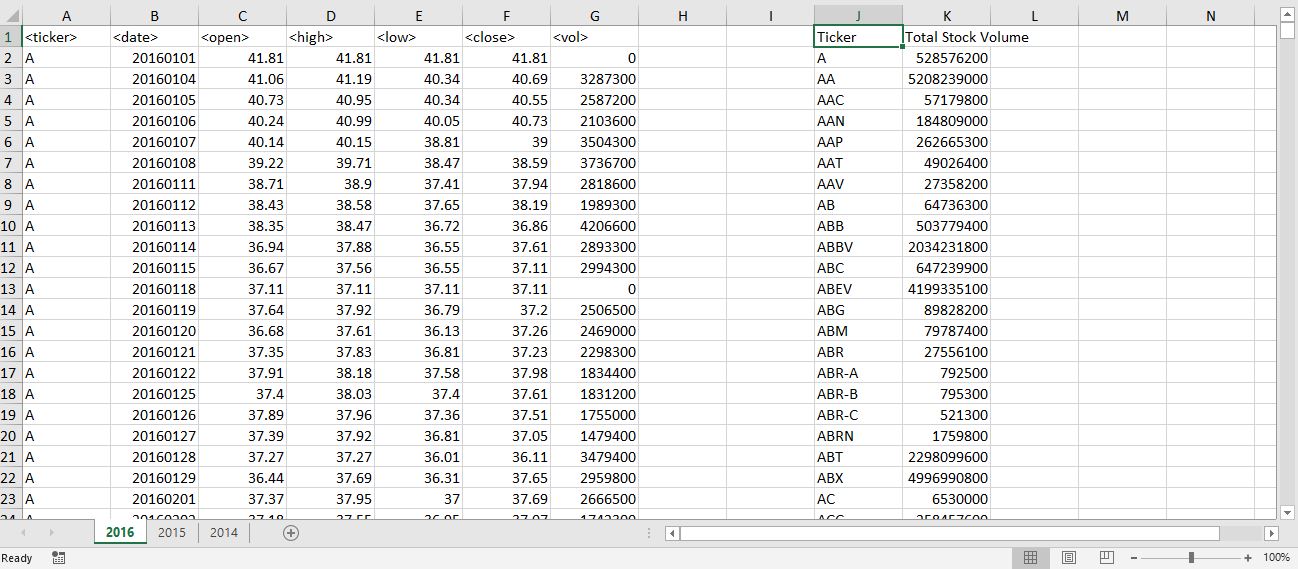 A B C D E F G H I J K L M N
1 <ticker> <date> <open> <high> <low> <close> <vol> Ticker Total Stock Volume
2 A 20160101 41.81 41.81 41.81 41.81 0 A 528576200
3 A 20160104 41.06 41.19 40.34 40.69 3287300 AA 5208239000
4 A 20160105 40.73 40.95 40.34 40.55 2587200 AAC 57179800
5 A 20160106 40.24 40.99 40.05 40.73 2103600 AAN 184809000
6 A 20160107 40.14 40.15 38.81 39 3504300 AAP 262665300
7 A 20160108 39.22 39.71 38.47 38.59 3736700 AAT 49026400
8 A 20160111 38.71 38.9 37.41 37.94 2818600 AAV 27358200
9 A 20160112 38.43 38.58 37.65 38.19 1989300 AB 64736300
10 A 20160113 38.35 38.47 36.72 36.86 4206600 ABB 503779400
11 A 20160114 36.94 37.88 36.55 37.61 2893300 ABBV 2034231800
12 A 20160115 36.67 37.56 36.55 37.11 2994300 ABC 647239900
13 A 20160118 37.11 37.11 37.11 37.11 0 ABEV 4199335100
14 A 20160119 37.64 37.92 36.79 37.2 2506500 ABG 89828200
15 A 20160120 36.68 37.61 36.13 37.26 2469000 ABM 79787400
16 A 20160121 37.35 37.83 36.81 37.23 2298300 ABR 27556100
17 A 20160122 37.91 38.18 37.58 37.98 1834400 ABR-A 792500
18 A 20160125 37.4 38.03 37.4 37.61 1831200 ABR-B 795300
19 A 20160126 37.89 37.96 37.36 37.51 1755000 ABR-C 521300
20 A 20160127 37.39 37.92 36.81 37.05 1479400 ABRN 1759800
21 A 20160128 37.27 37.27 36.01 36.11 3479400 ABT 2298099600
22 A 20160129 36.44 37.69 36.31 37.65 2959800 ABX 4996990800
23 A 20160201 37.37 37.95 37 37.69 2666500 AC 6530000
2016 2015 2014
Ready 100%